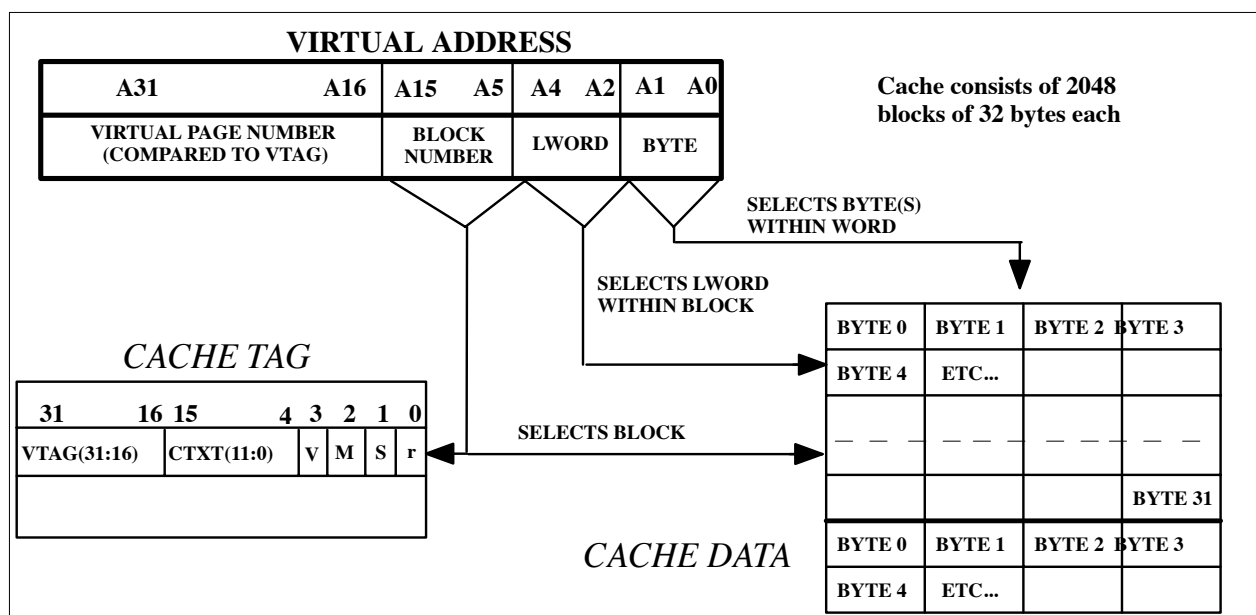 VIRTUAL ADDRESS
A31 A16 A15 A5 A4 A2 A1 A0
VIRTUAL PAGE NUMBER
(COMPARED TO VTAG)
BLOCK
NUMBER
LWORD
BYTE
Cache consists of 2048
blocks of 32 bytes each
SELECTS BYTE(S)
WITHIN WORD
SELECTS LWORD
WITHIN BLOCK
CACHE TAG
31 16 15 4 3 2 1 0
VTAG(31:16) CTXT(11:0) V M S r
SELECTS BLOCK
BYTE 0 BYTE 1 BYTE 2 BYTE 3
BYTE 4 ETC...
BYTE 31
CACHE DATA
BYTE 0 BYTE 1 BYTE 2 BYTE 3
BYTE 4 ETC...